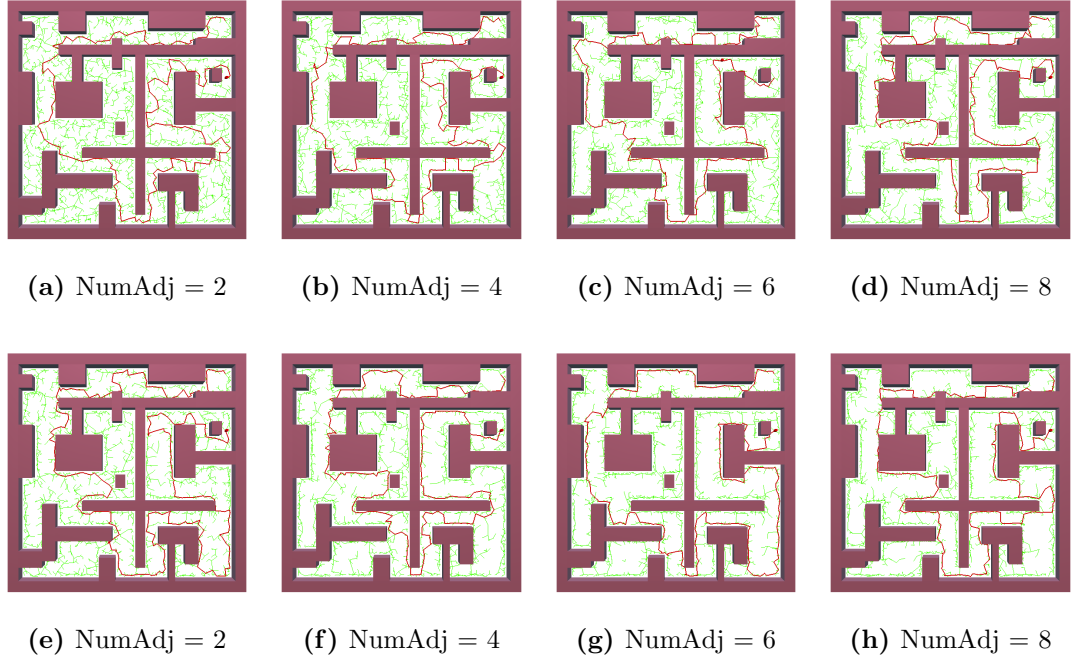 (a) NumAdj = 2 (b) NumAdj = 4 (c) NumAdj = 6 (d) NumAdj = 8
(e) NumAdj = 2 (f) NumAdj = 4 (g) NumAdj = 6 (h) NumAdj = 8